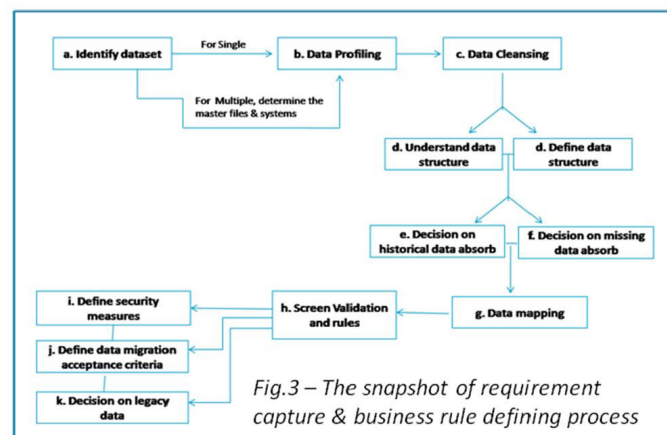 For Single
a. Identify dataset
b. Data Profiling
c. Data Cleansing
For Multiple, determine the
master files & systems
d. Understand data
structure
d. Define data
structure
e. Decision on
historical data absorb
f. Decision on missing
data absorb
i. Define security
measures
h. Screen Validation
and rules
g. Data mapping
j. Define data migration
acceptance criteria
k. Decision on legacy
data
Fig.3 – The snapshot of requirement
capture & business rule defining process